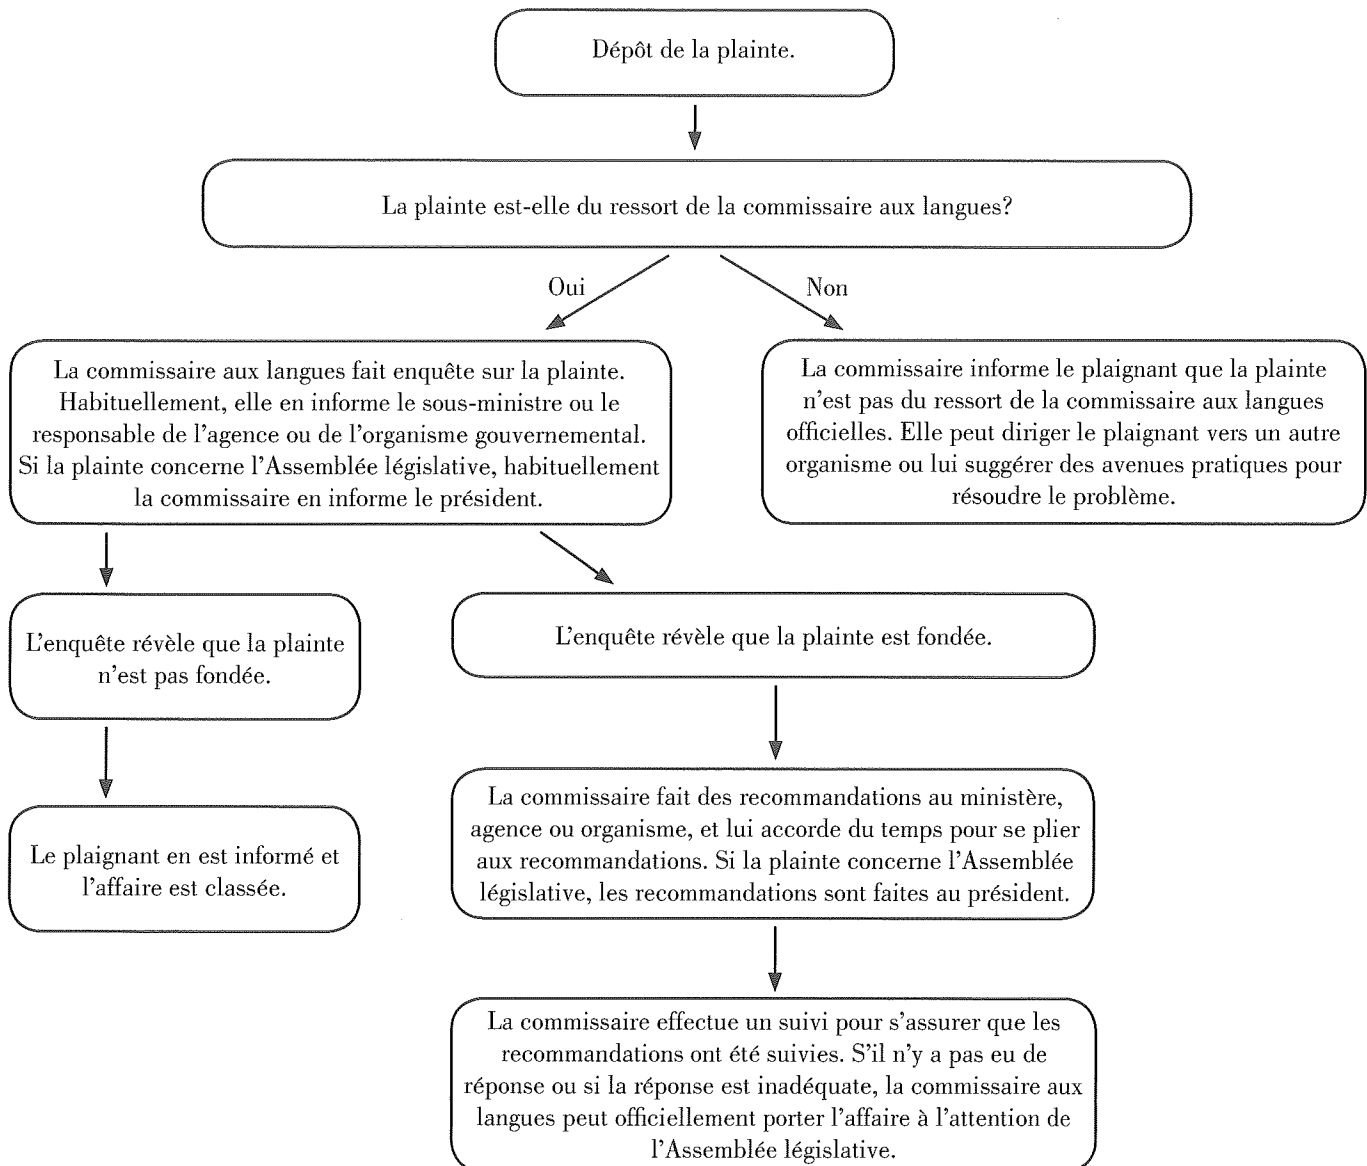 Dépôt de la plainte.
La plainte est-elle du ressort de la commissaire aux langues?
Oui
Non
La commissaire aux langues fait enquête sur la plainte.
Habituellement, elle en informe le sous-ministre ou le
responsable de l'agence ou de l'organisme gouvernemental.
Si la plainte concerne l'Assemblée législative, habituellement
la commissaire en informe le président.
La commissaire informe le plaignant que la plainte
n'est pas du ressort de la commissaire aux langues
officielles. Elle peut diriger le plaignant vers un autre
organisme ou lui suggérer des avenues pratiques pour
résoudre le problème.
L'enquête révèle que la plainte
n'est pas fondée.
L'enquête révèle que la plainte est fondée.
Le plaignant en est informé et
l'affaire est classée.
La commissaire fait des recommandations au ministère,
agence ou organisme, et lui accorde du temps pour se plier
aux recommandations. Si la plainte concerne l'Assemblée
législative, les recommandations sont faites au président.
La commissaire effectue un suivi pour s'assurer que les
recommandations ont été suivies. S'il n'y a pas eu de
réponse ou si la réponse est inadéquate, la commissaire aux
langues peut officiellement porter l'affaire à l'attention de
l'Assemblée législative.